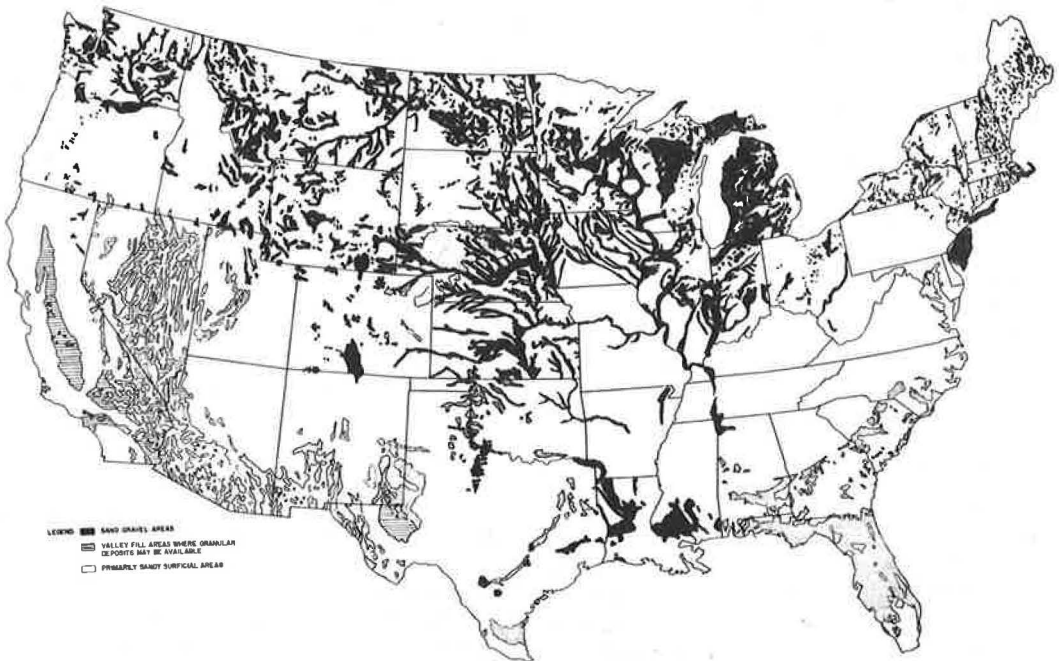 LEGEND SAND GRAVEL AREAS
VALLEY FILL AREAS WHERE GRANULAR
DEPOSITS MAY BE AVAILABLE
PRIMARILY SANDY SURFICIAL AREAS